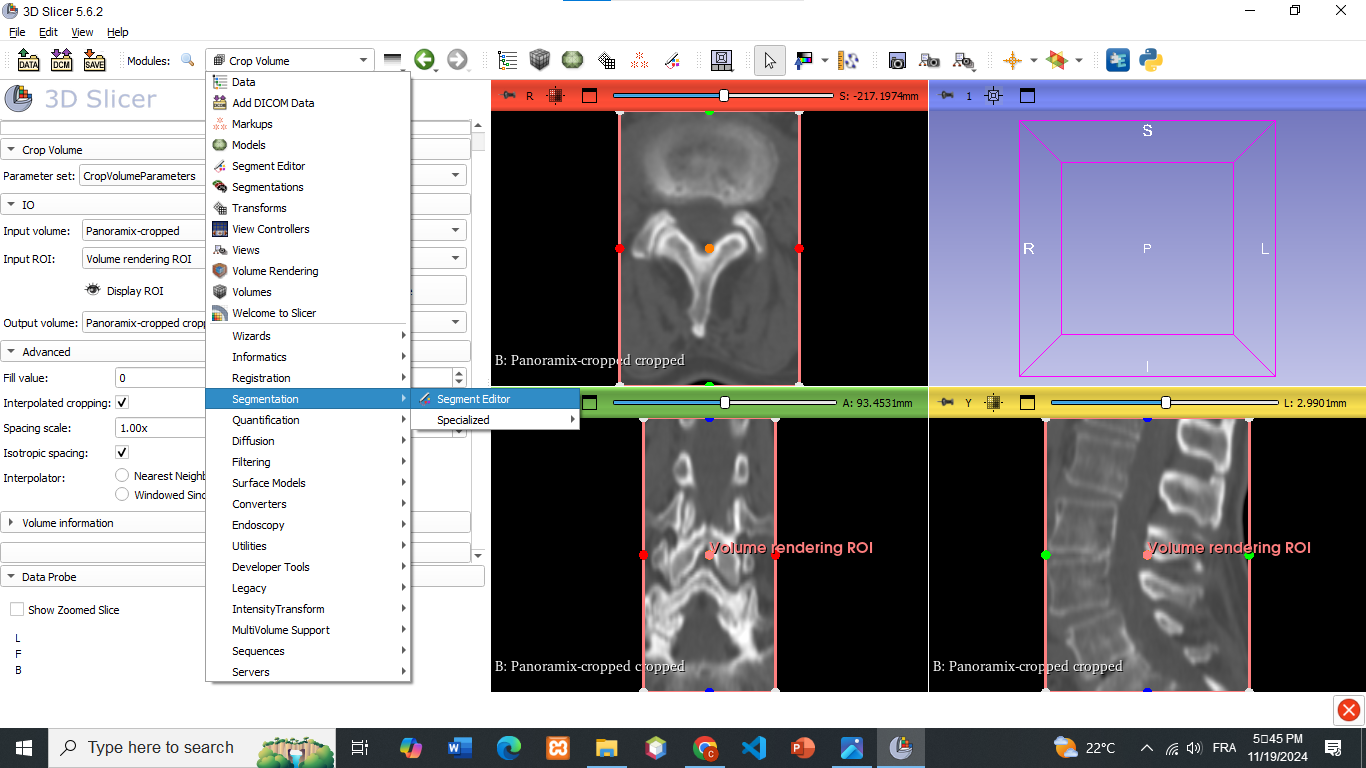 3D Slicer 5.6.2
File Edit View Help
DATA DCM SAVE Modules: Crop Volume
3D Slicer
Data
Add DICOM Data
Markups
Models
Segment Editor
Segmentations
Transforms
View Controllers
Views
Volume Rendering
Volumes
Welcome to Slicer
Wizards
Informatics
Registration
Segmentation
Quantification
Diffusion
Filtering
Surface Models
Converters
Endoscopy
Utilities
Developer Tools
Legacy
IntensityTransform
MultiVolume Support
Sequences
Servers
Segment Editor
Specialized
Crop Volume
Parameter set: CropVolumeParameters
IO
Input volume: Panoramix-cropped
Input ROI: Volume rendering ROI
Display ROI
Output volume: Panoramix-cropped cropp
Advanced
Fill value: 0
Interpolated cropping:
Spacing scale: 1.00x
Isotropic spacing:
Interpolator: Nearest Neighb
Windowed Sinc
Volume information
Data Probe
Show Zoomed Slice
L
F
B
R S: -217.1974mm
B: Panoramix-cropped cropped
1
S
R P L
I
A: 93.4531mm
Volume rendering ROI
B: Panoramix-cropped cropped
Y L: 2.9901mm
Volume rendering ROI
B: Panoramix-cropped cropped
Type here to search
22°C
FRA
5:45 PM
11/19/2024